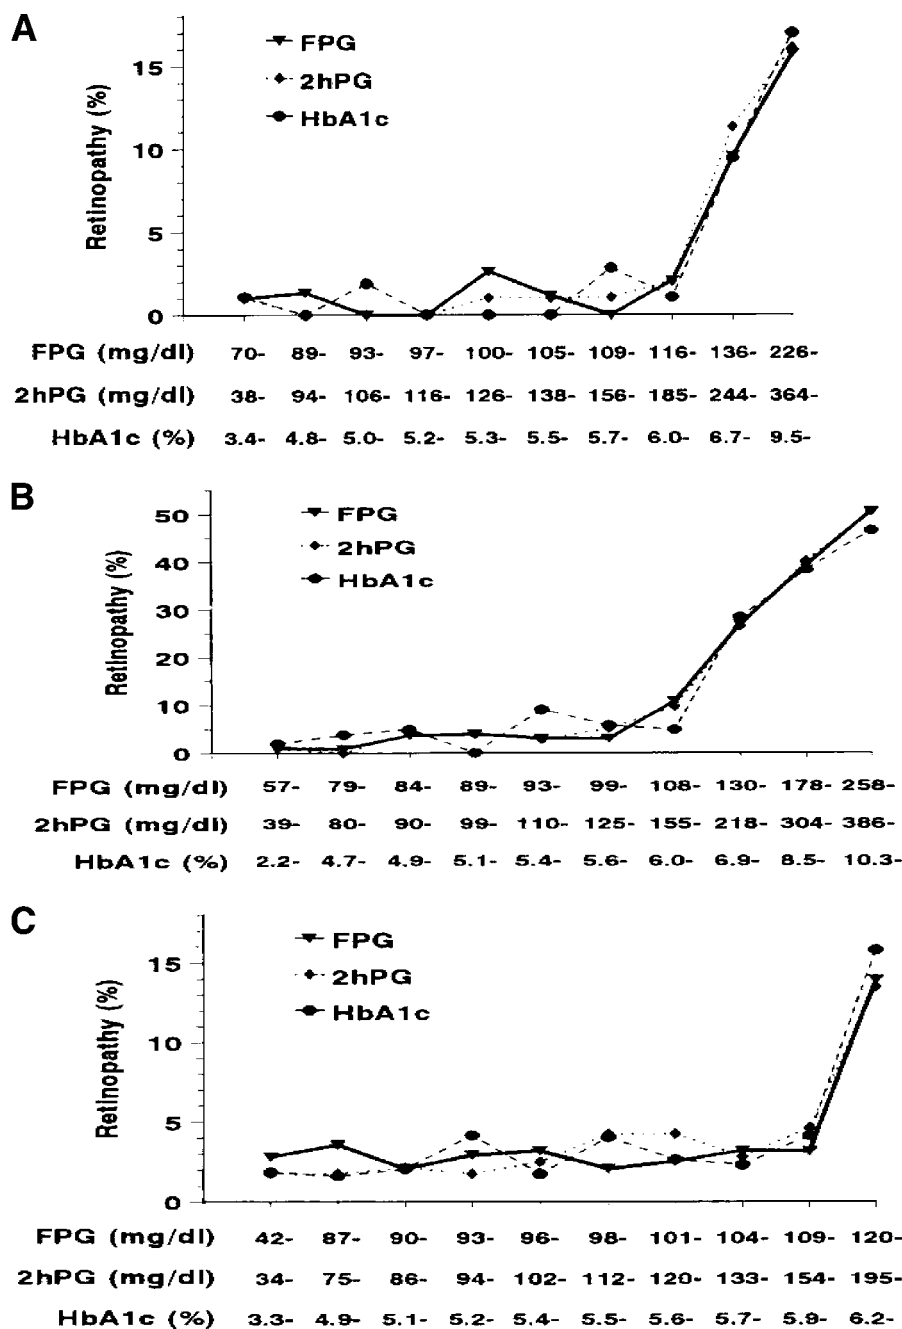 A
FPG
2hPG
HbA1c
Retinopathy (%)
15
10
5
0
FPG (mg/dl) 70- 89- 93- 97- 100- 105- 109- 116- 136- 226-
2hPG (mg/dl) 38- 94- 106- 116- 126- 138- 156- 185- 244- 364-
HbA1c (%) 3.4- 4.8- 5.0- 5.2- 5.3- 5.5- 5.7- 6.0- 6.7- 9.5-
B
FPG
2hPG
HbA1c
Retinopathy (%)
50
40
30
20
10
0
FPG (mg/dl) 57- 79- 84- 89- 93- 99- 108- 130- 178- 258-
2hPG (mg/dl) 39- 80- 90- 99- 110- 125- 155- 218- 304- 386-
HbA1c (%) 2.2- 4.7- 4.9- 5.1- 5.4- 5.6- 6.0- 6.9- 8.5- 10.3-
C
FPG
2hPG
HbA1c
Retinopathy (%)
15
10
5
0
FPG (mg/dl) 42- 87- 90- 93- 96- 98- 101- 104- 109- 120-
2hPG (mg/dl) 34- 75- 86- 94- 102- 112- 120- 133- 154- 195-
HbA1c (%) 3.3- 4.9- 5.1- 5.2- 5.4- 5.5- 5.6- 5.7- 5.9- 6.2-